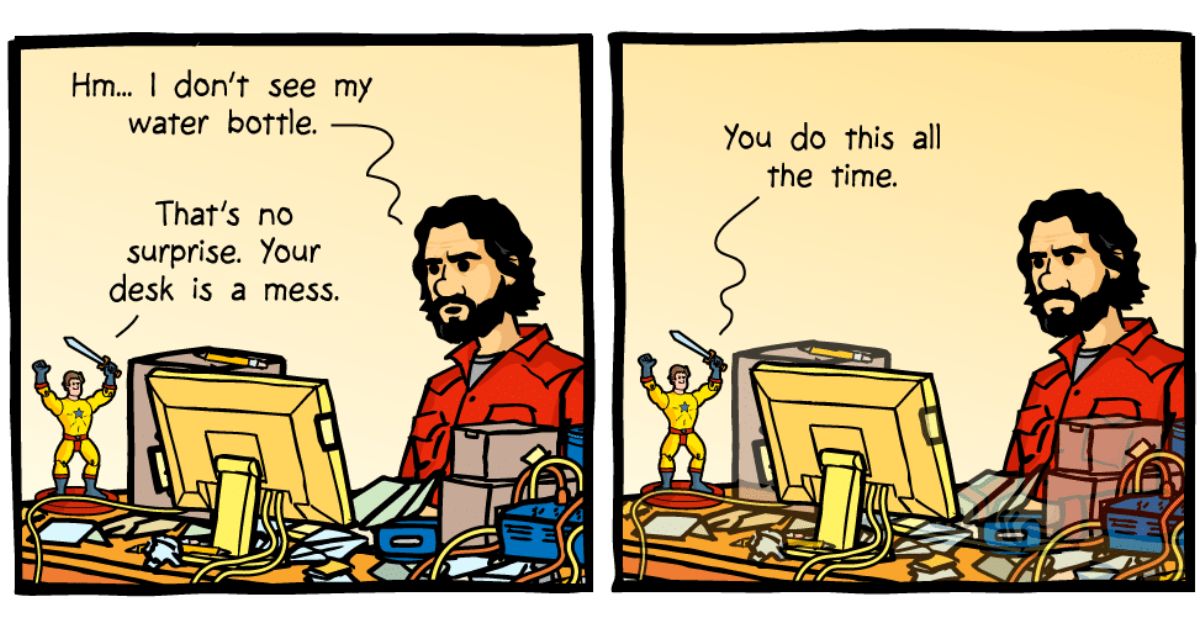 Hm... I don't see my
water bottle.
That's no
surprise. Your
desk is a mess.
You do this all
the time.